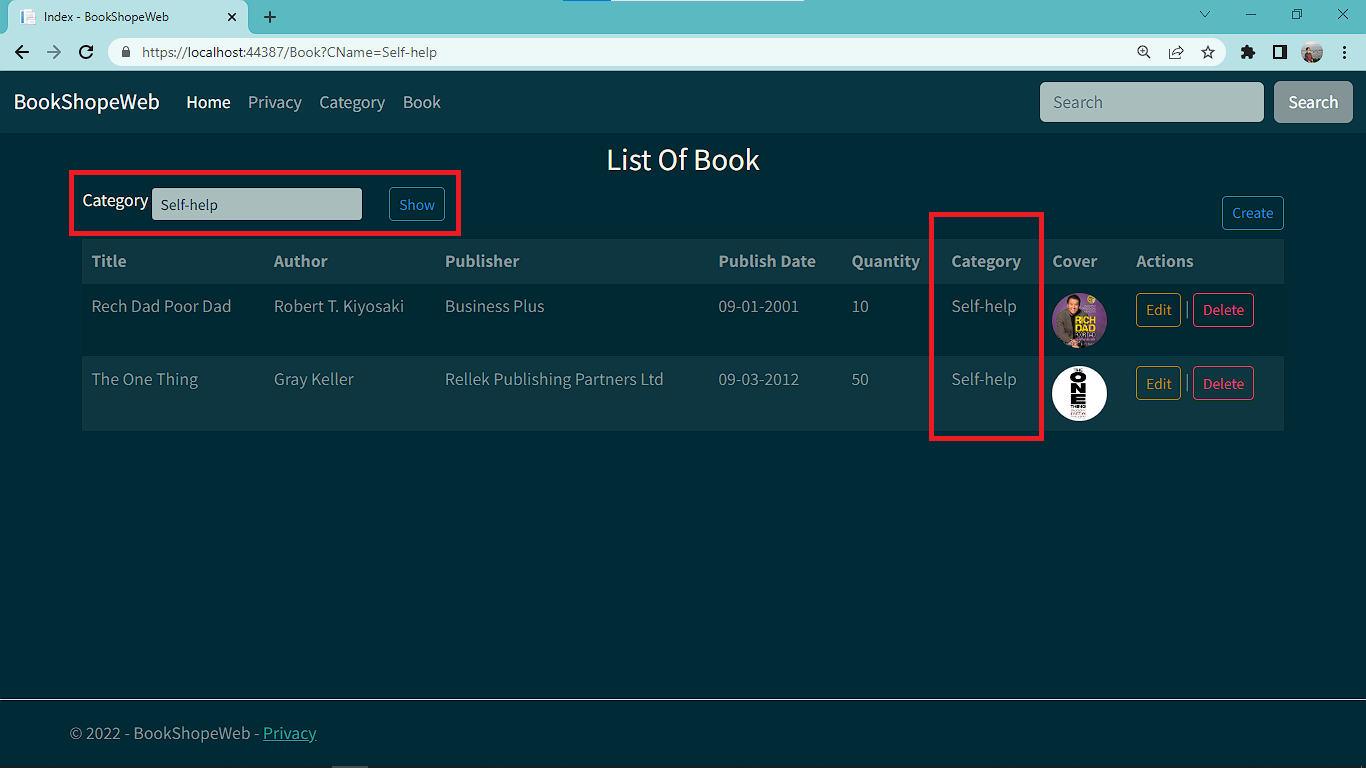 Index - BookShopeWeb
https://localhost:44387/Book?CName=Self-help
BookShopeWeb Home Privacy Category Book Search Search
List Of Book
Category Self-help Show
Create
Title Author Publisher Publish Date Quantity Category Cover Actions
Rech Dad Poor Dad Robert T. Kiyosaki Business Plus 09-01-2001 10 Self-help Edit | Delete
RICH
DAD
The One Thing Gray Keller Rellek Publishing Partners Ltd 09-03-2012 50 Self-help Edit | Delete
THE
ONE
THING
© 2022 - BookShopeWeb - Privacy